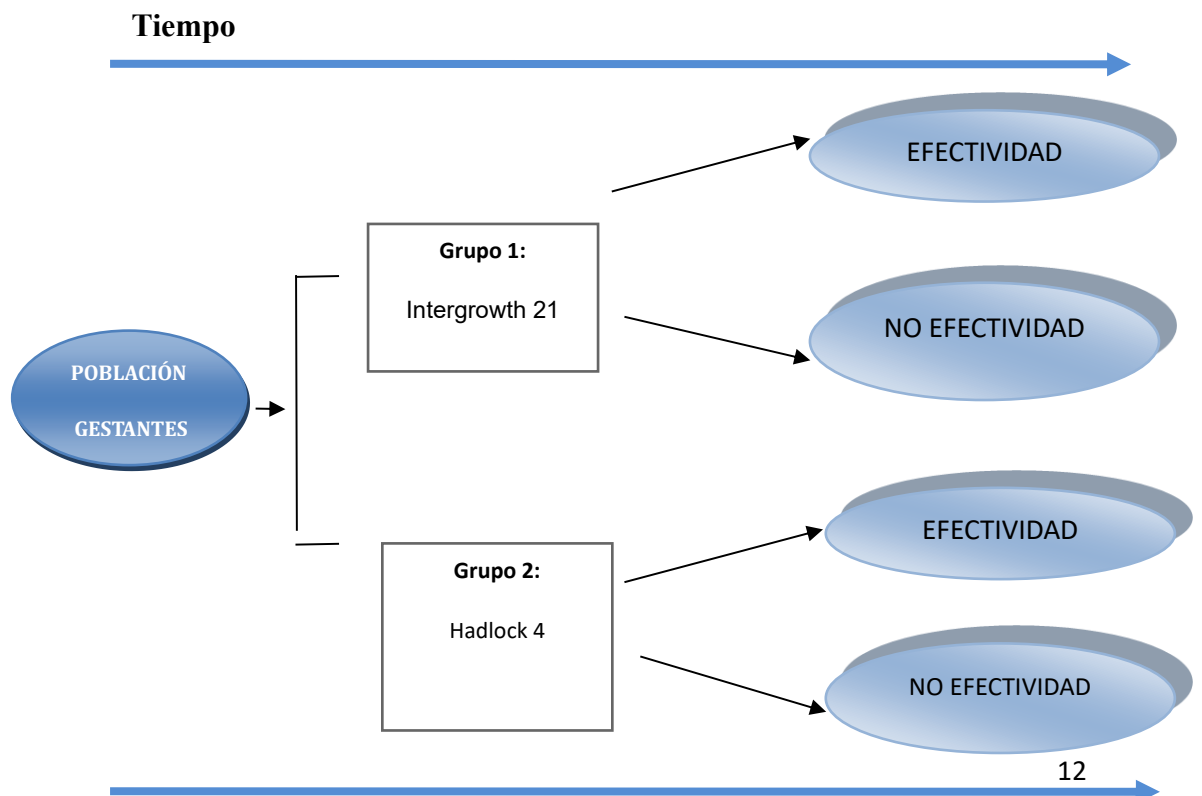 Tiempo
EFECTIVIDAD
Grupo 1:
Intergrowth 21
NO EFECTIVIDAD
POBLACIÓN
GESTANTES
EFECTIVIDAD
Grupo 2:
Hadlock 4
NO EFECTIVIDAD
12